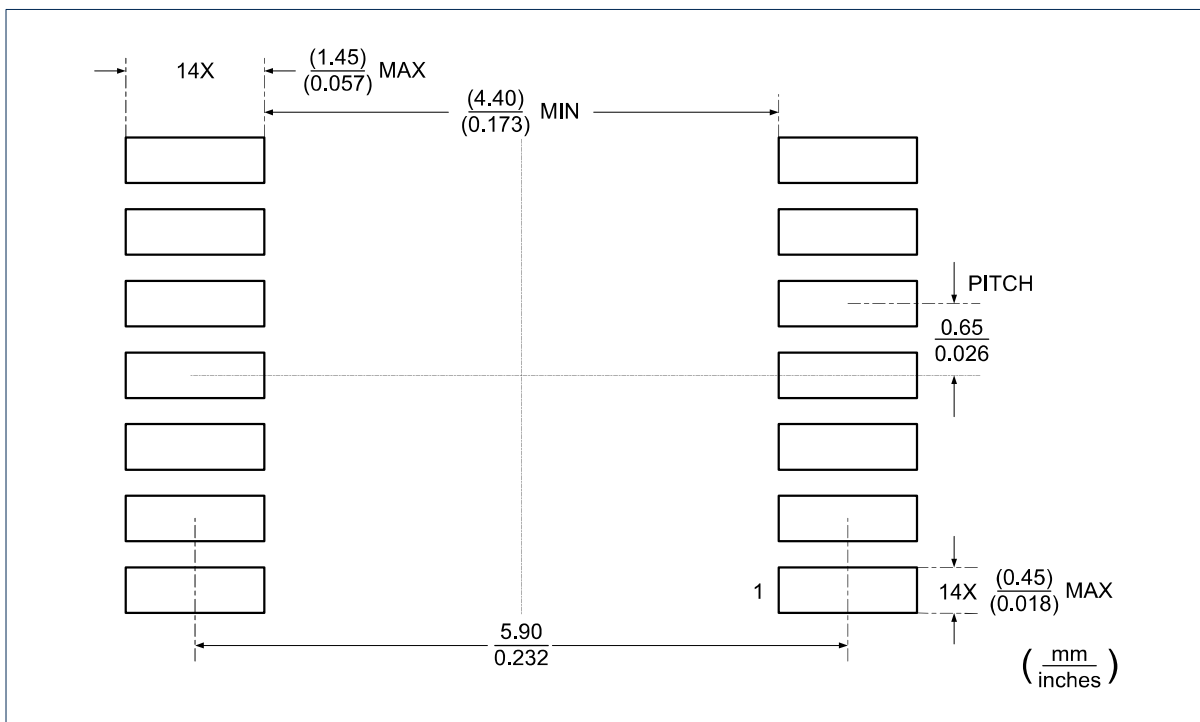 14X
(1.45)
(0.057) MAX
(4.40)
(0.173) MIN
PITCH
0.65
0.026
1
14X (0.45)
(0.018) MAX
5.90
0.232
(mm
inches)